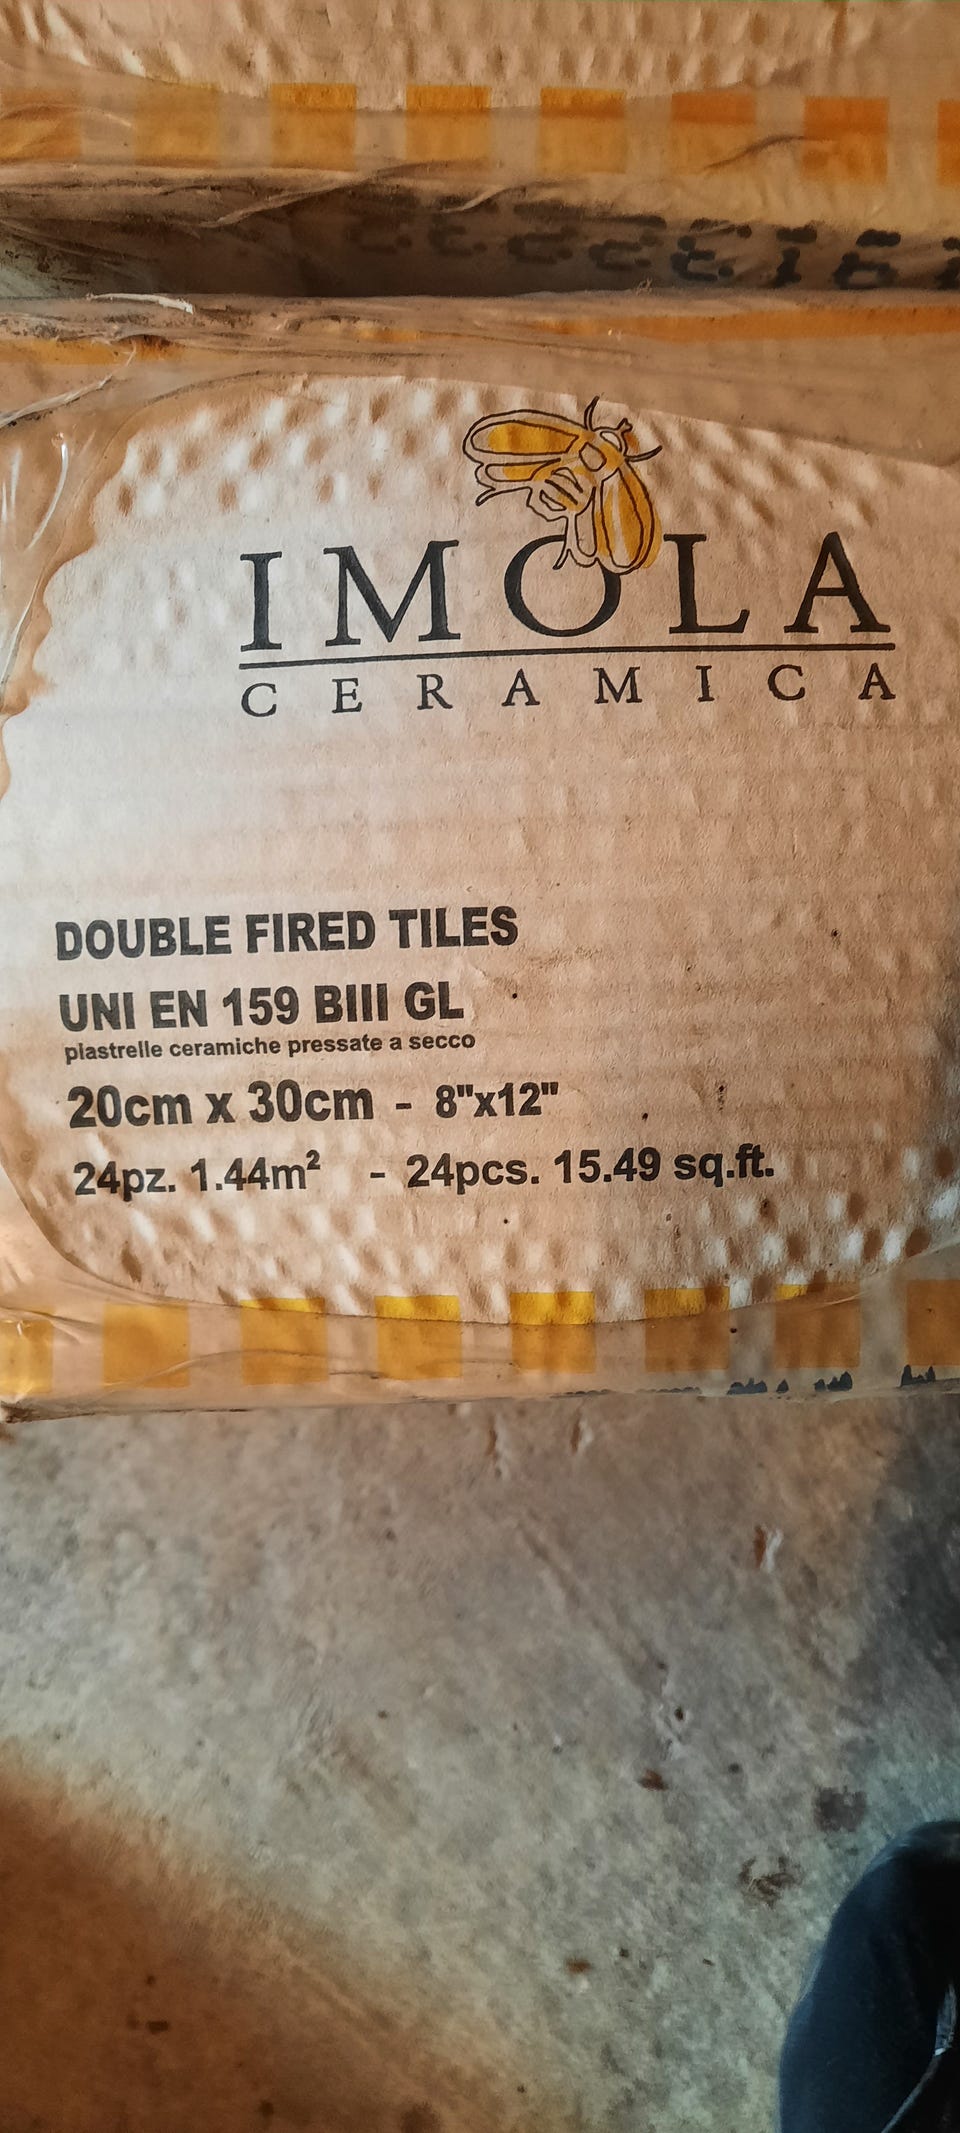 IMOLA
CERAMICA
DOUBLE FIRED TILES
UNI EN 159 BIII GL
piastrelle ceramiche pressate a secco
20cm x 30cm - 8"x12"
24pz. 1.44m² - 24pcs. 15.49 sq.ft.